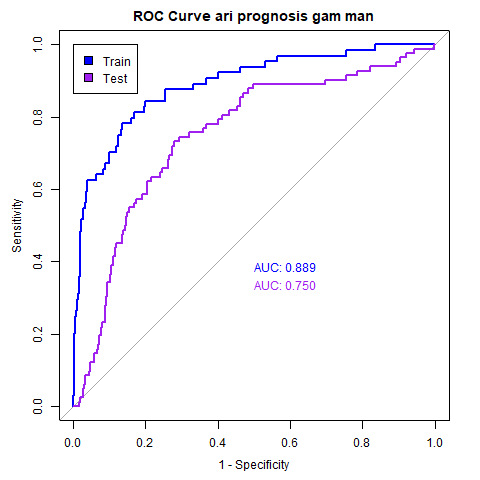 ROC Curve ari prognosis gam man
Train
Test
AUC: 0.889
AUC: 0.750
Sensitivity
0.0 0.2 0.4 0.6 0.8 1.0
0.0 0.2 0.4 0.6 0.8 1.0
1 - Specificity